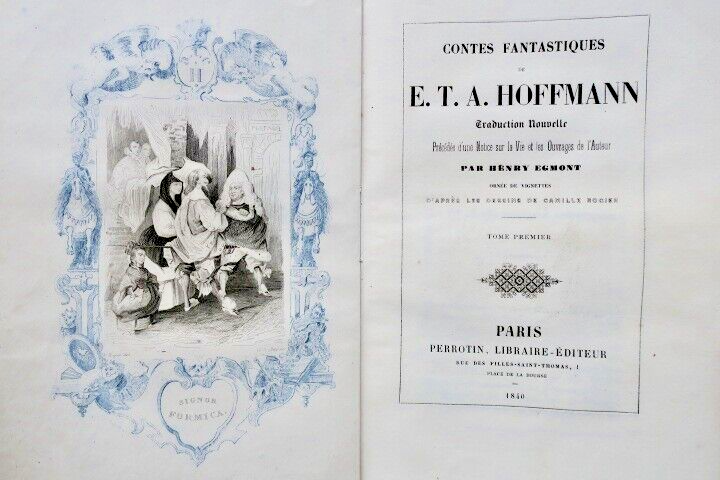 SIGNOR
FORMICA.
CONTES FANTASTIQUES
DE
E. T. A. HOFFMANN
Traduction Nouvelle
Précédée d'une Notice sur la Vie et les Ouvrages de l'Auteur
PAR HENRY EGMONT
ORNÉE DE VIGNETTES
D'APRÈS LES DESSINS DE CAMILLE ROGIER
TOME PREMIER
PARIS
PERROTIN, LIBRAIRE-ÉDITEUR
RUE DES FILLES-SAINT-THOMAS, 1
PLACE DE LA BOURSE
1840